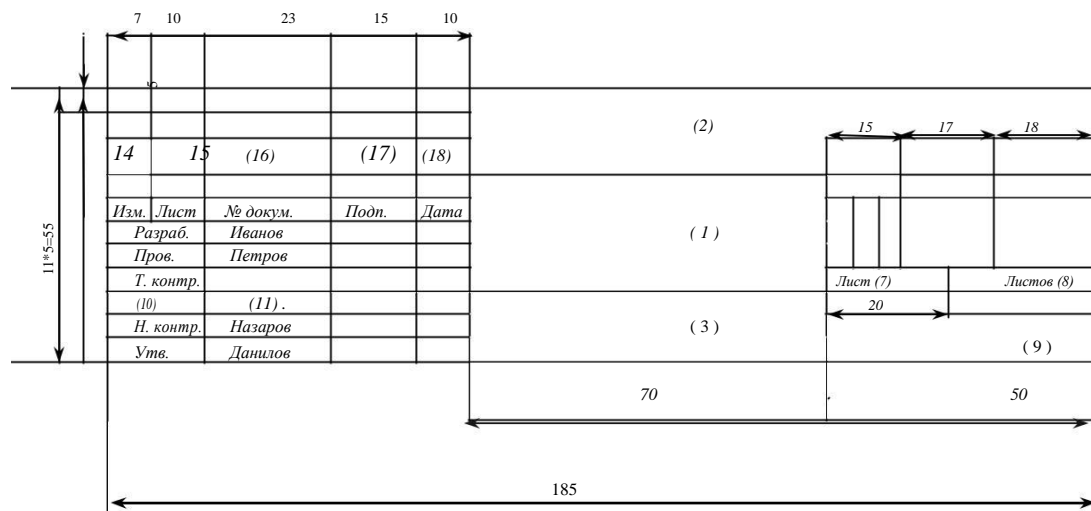 7 10 23 15 10
5
(2)
15 17 18
14 15 (16) (17) (18)
Изм. Лист № докум. Подп. Дата
Разраб. Иванов
( 1 )
Пров. Петров
11*5=55
Т. контр.
Лист (7) Листов (8)
(10) (11) .
20
Н. контр. Назаров
( 3 )
Утв. Данилов
( 9 )
70 50
185